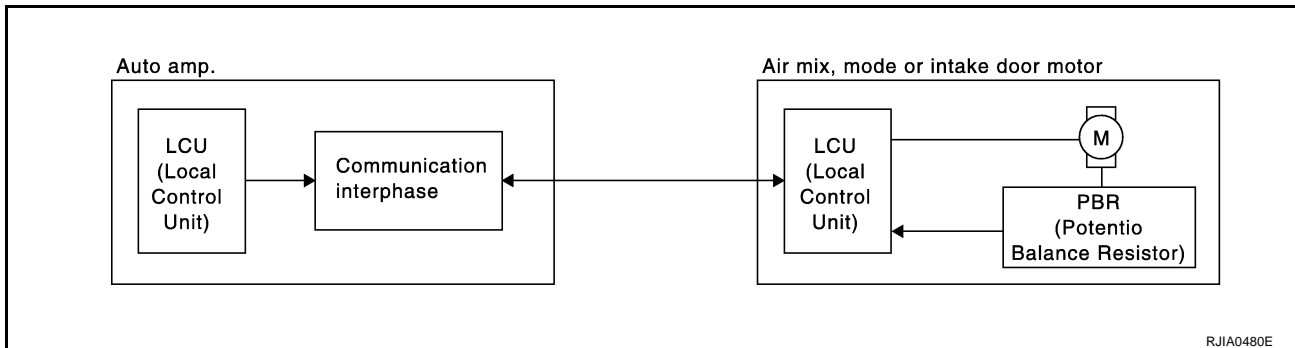 Auto amp.
LCU
(Local
Control
Unit)
Communication
interphase
Air mix, mode or intake door motor
LCU
(Local
Control
Unit)
M
PBR
(Potentio
Balance Resistor)
RJIA0480E